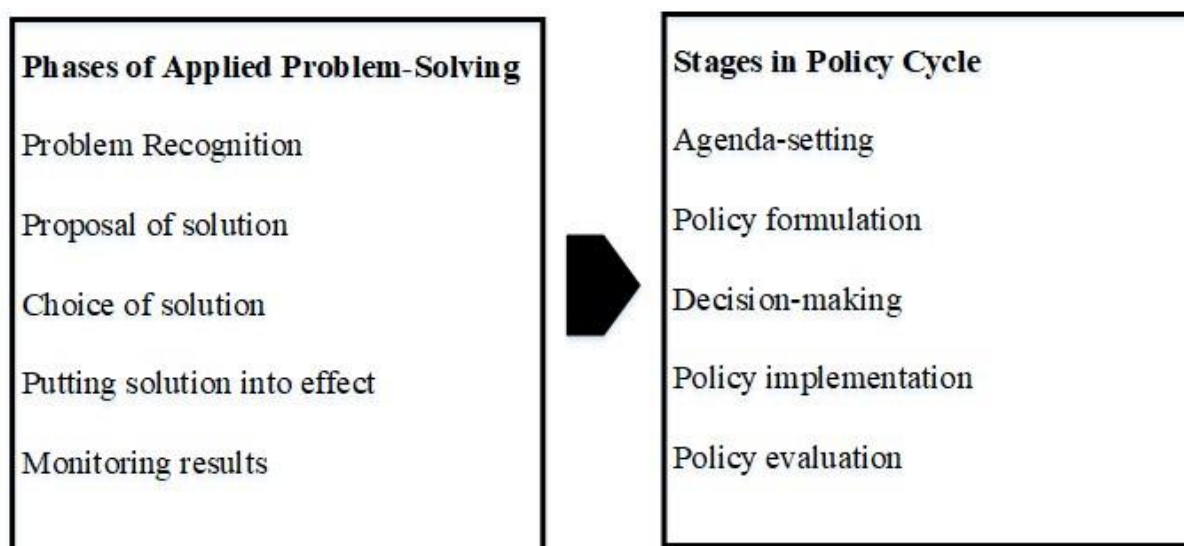 Phases of Applied Problem-Solving
Problem Recognition
Proposal of solution
Choice of solution
Putting solution into effect
Monitoring results
Stages in Policy Cycle
Agenda-setting
Policy formulation
Decision-making
Policy implementation
Policy evaluation